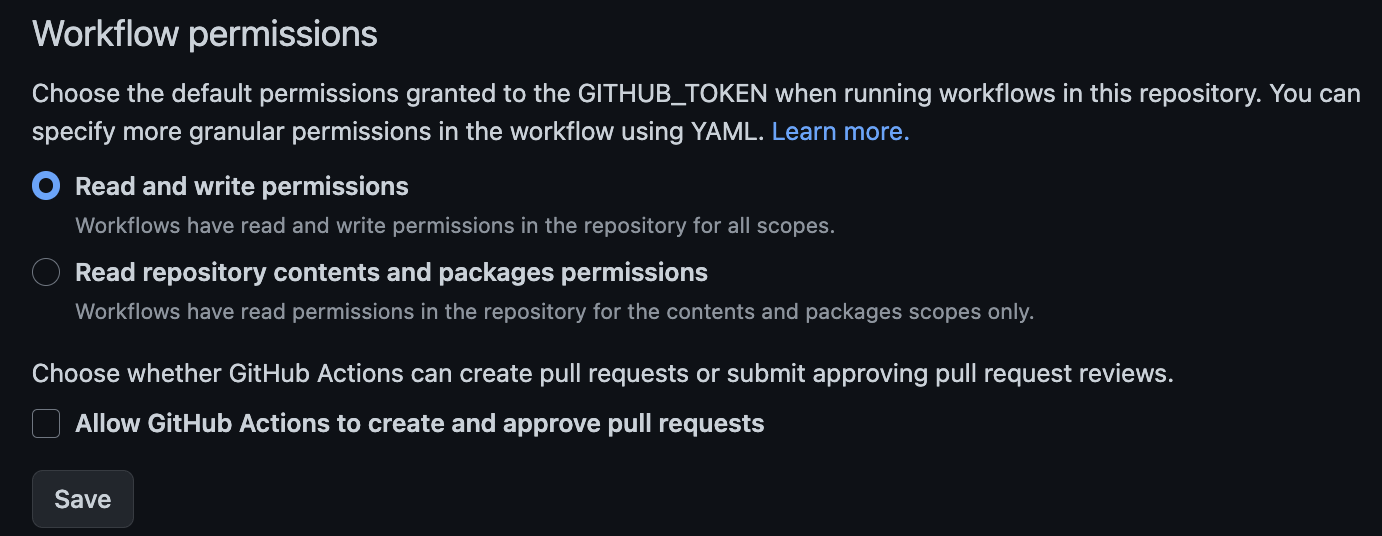 Workflow permissions
Choose the default permissions granted to the GITHUB_TOKEN when running workflows in this repository. You can
specify more granular permissions in the workflow using YAML. Learn more.
Read and write permissions
Workflows have read and write permissions in the repository for all scopes.
Read repository contents and packages permissions
Workflows have read permissions in the repository for the contents and packages scopes only.
Choose whether GitHub Actions can create pull requests or submit approving pull request reviews.
Allow GitHub Actions to create and approve pull requests
Save